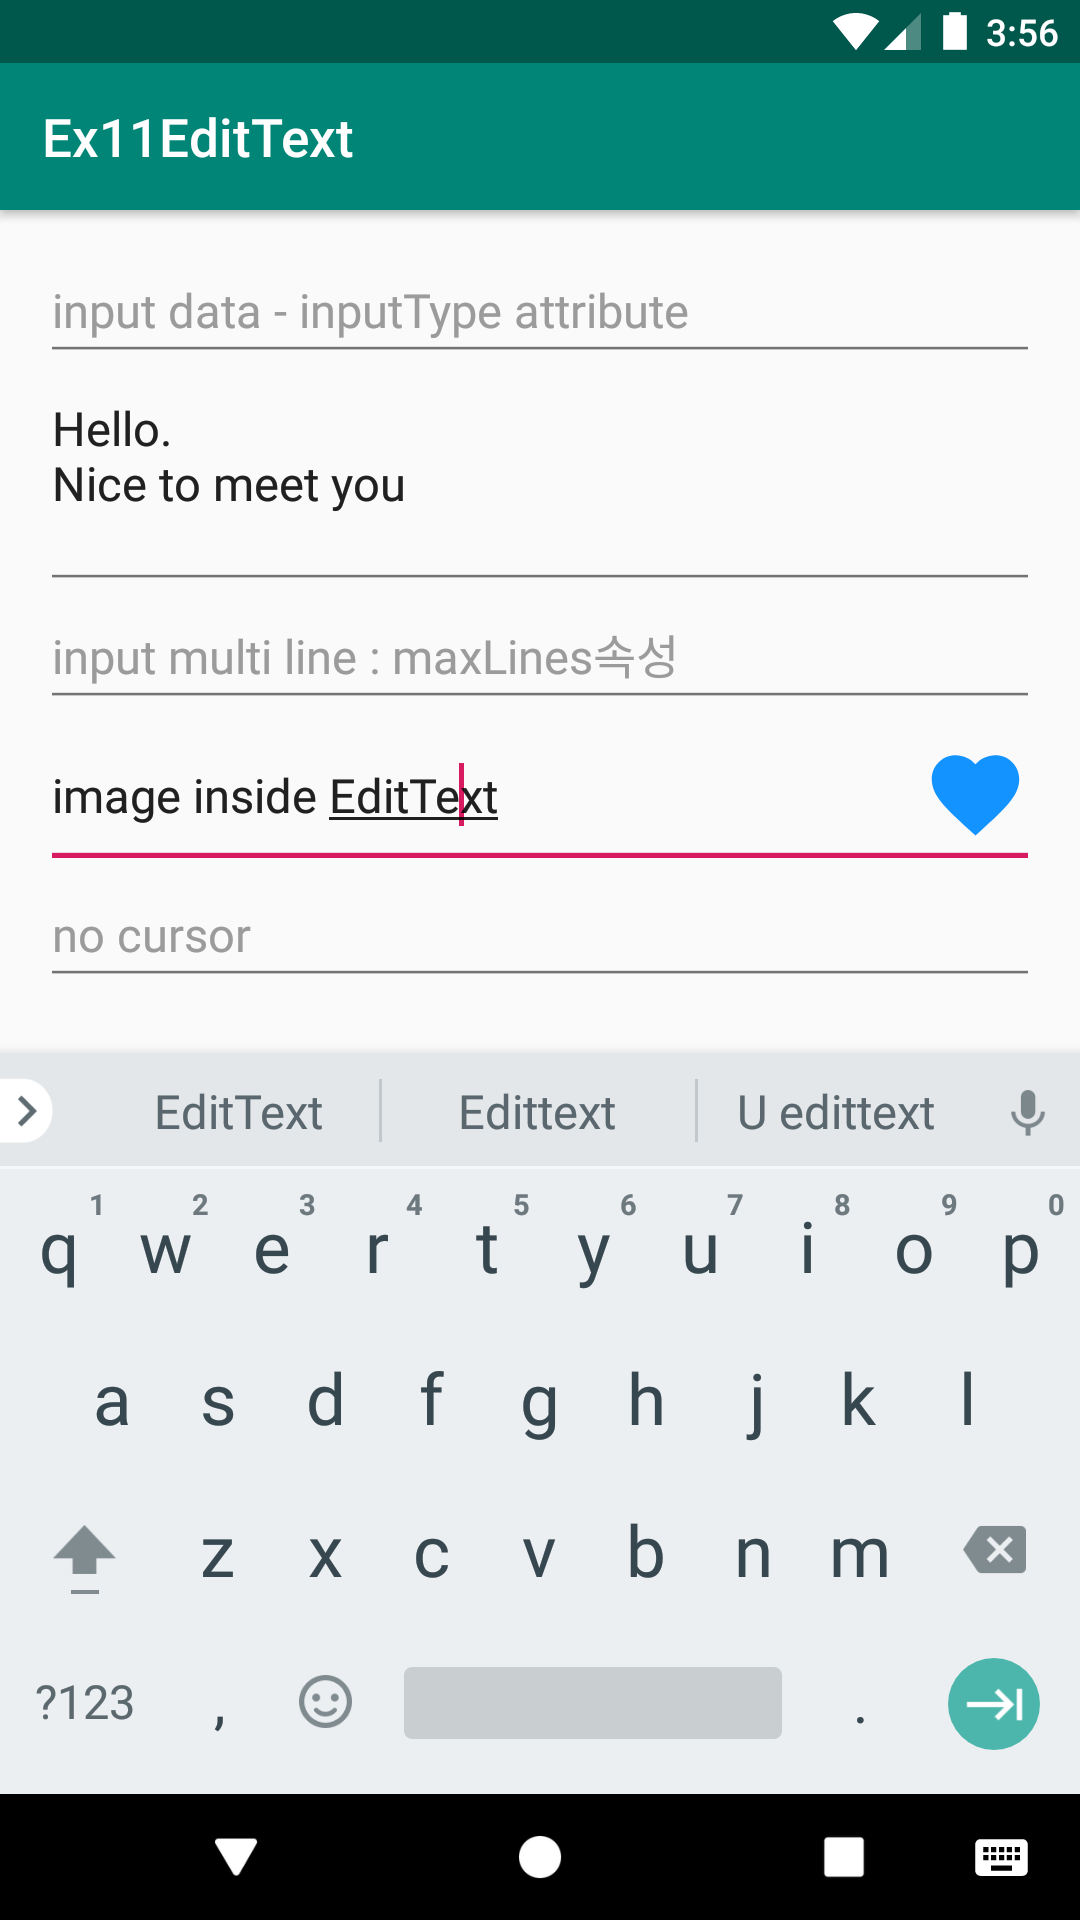 3:56
Ex11EditText
input data - inputType attribute
Hello.
Nice to meet you
input multi line : maxLines속성
image inside EditText
no cursor
EditText Edittext U edittext
1 2 3 4 5 6 7 8 9 0
q w e r t y u i o p
a s d f g h j k l
z x c v b n m
?123 , .